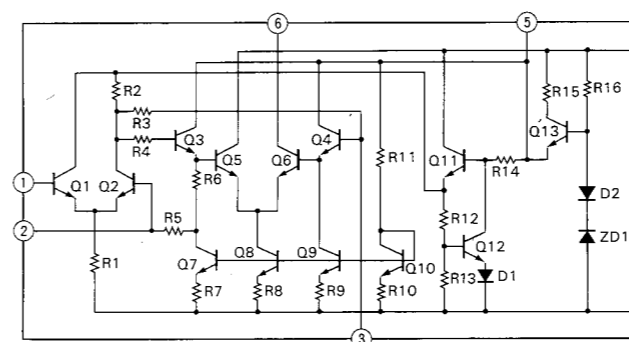 6 5
R2 R15 R16
R3 Q3 Q4 Q13
R4 Q5 Q6 R11 Q11 R14
1 Q1 Q2 R6
R12 D2
2 R5 Q12 ZD1
R1 Q7 Q8 Q9 Q10 R13 D1
R7 R8 R9 R10
3